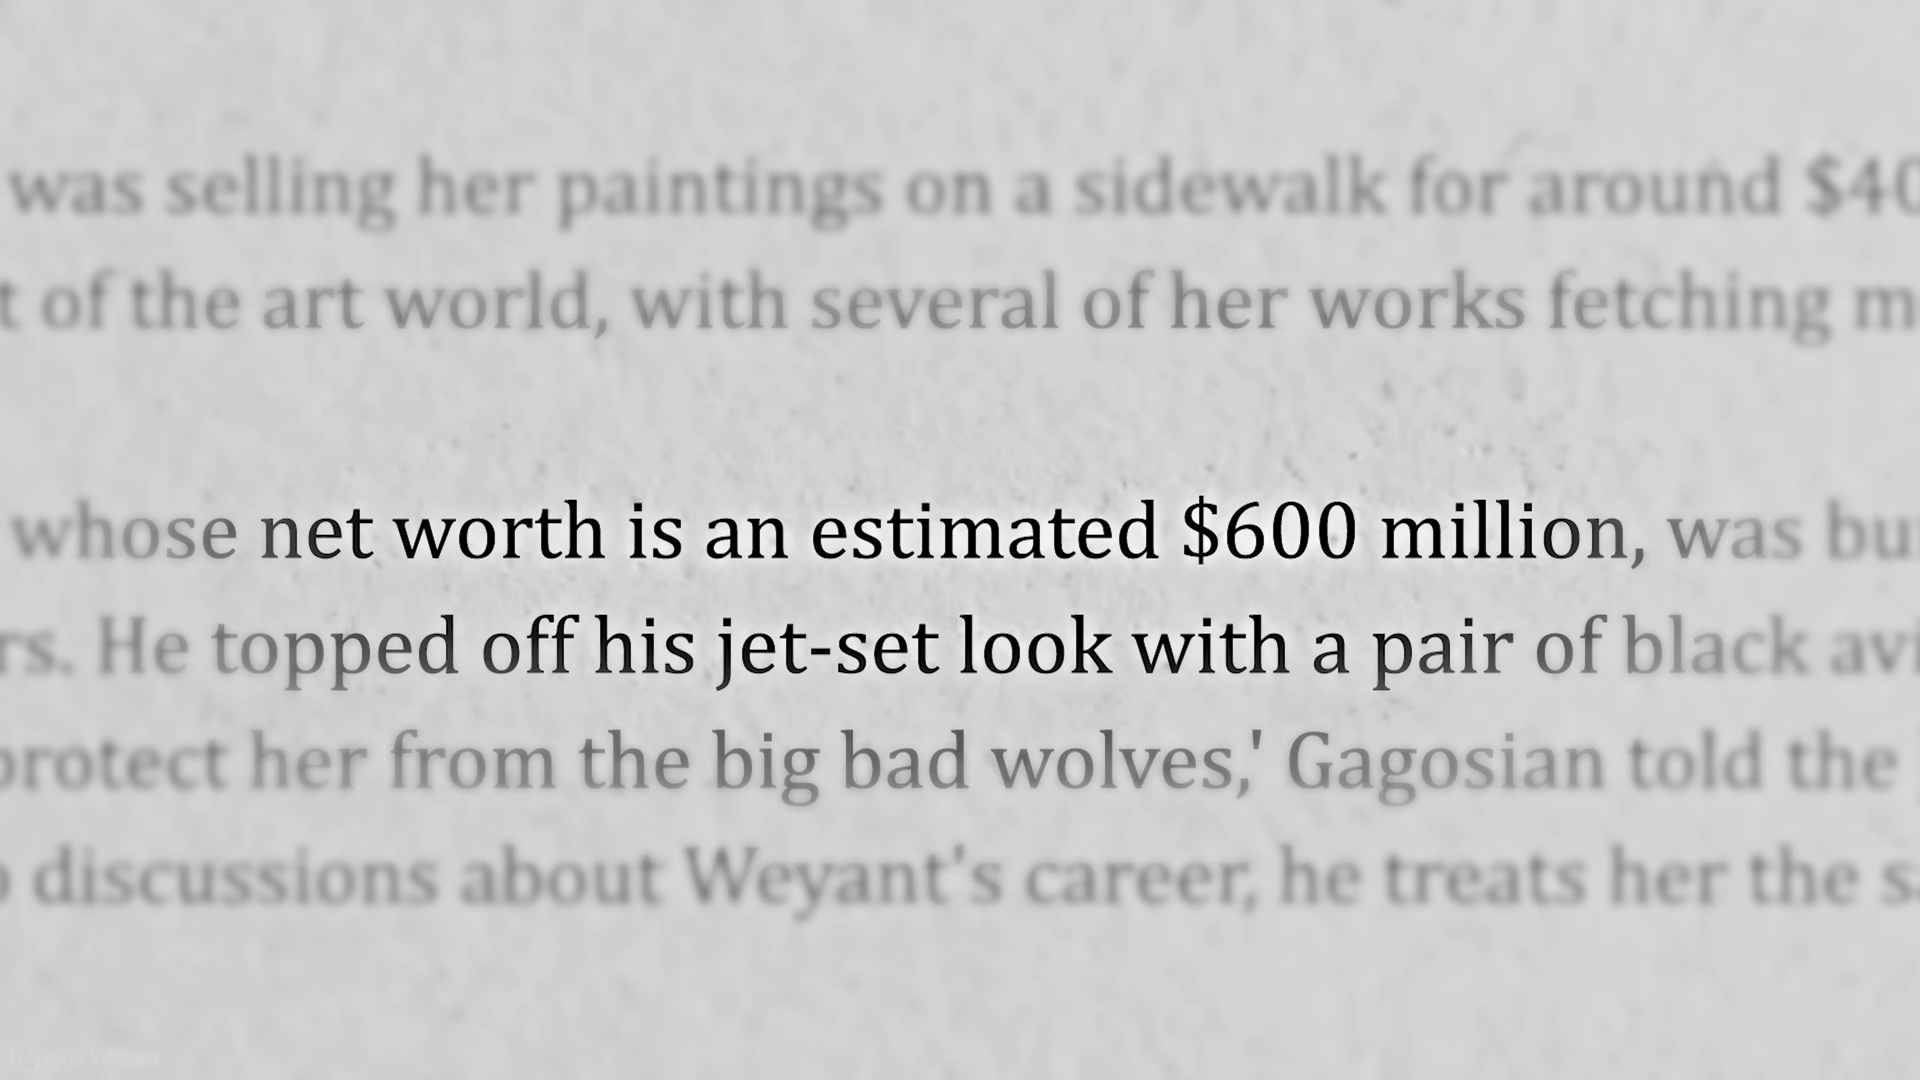 was selling her paintings on a sidewalk for around $40
t of the art world, with several of her works fetching m
whose net worth is an estimated $600 million, was bu
rs. He topped off his jet-set look with a pair of black avi
protect her from the big bad wolves,' Gagosian told the
discussions about Weyant's career, he treats her the sa